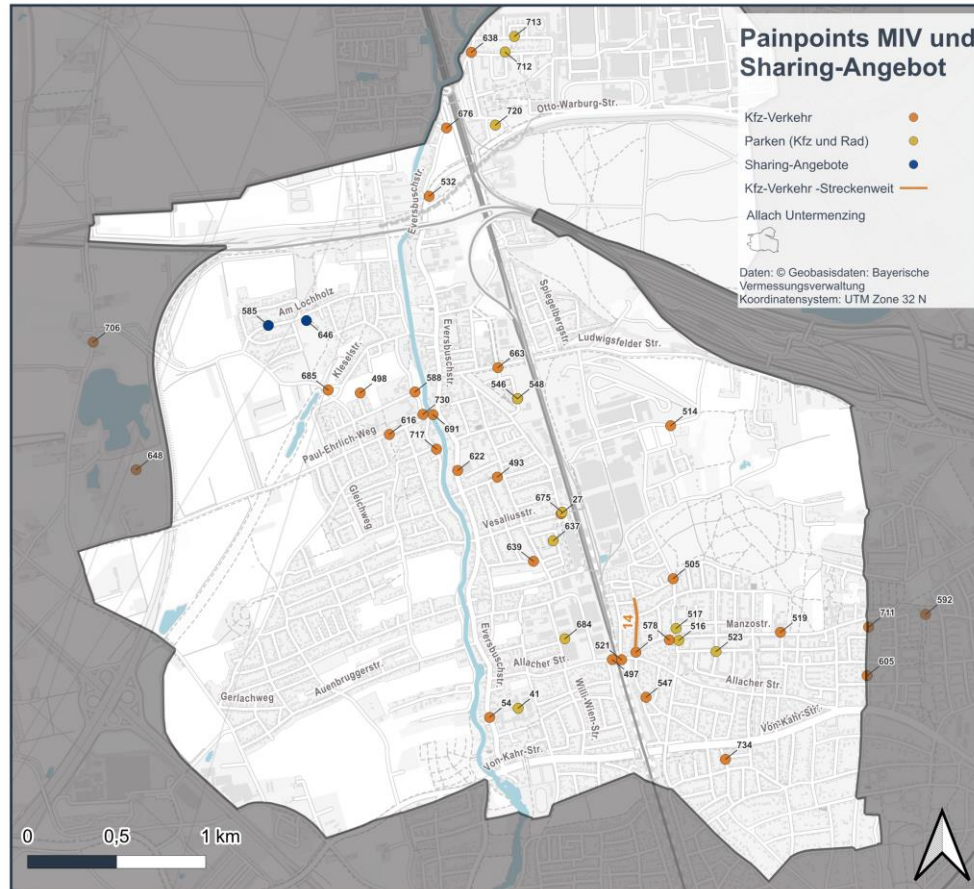 Painpoints MIV und
Sharing-Angebot
Kfz-Verkehr
Parken (Kfz und Rad)
Sharing-Angebote
Kfz-Verkehr -Streckenweit
Allach Untermenzing
Daten: © Geobasisdaten: Bayerische
Vermessungsverwaltung
Koordinatensystem: UTM Zone 32 N
713
638
712
720
Otto-Warburg-Str.
676
532
Eversbuschstr.
Am Lochholz
585
646
Spiegelbergstr.
706
Kleselstr.
Eversbuschstr.
Ludwigsfelder Str.
663
685
498
588
546
548
730
616
691
514
Paul-Ehrlich-Weg
717
648
622
493
Gleichweg
675
27
Vesaliusstr.
637
639
505
14
592
517
Manzostr.
519
711
684
578
516
5
523
Eversbuschstr.
521
Allacher Str.
497
605
Auenbruggerstr.
Allacher Str.
Gerlachweg
Willi-Wien-Str.
547
41
54
Von-Kahr-Str.
Von-Kahr-Str.
734
0
0,5
1 km